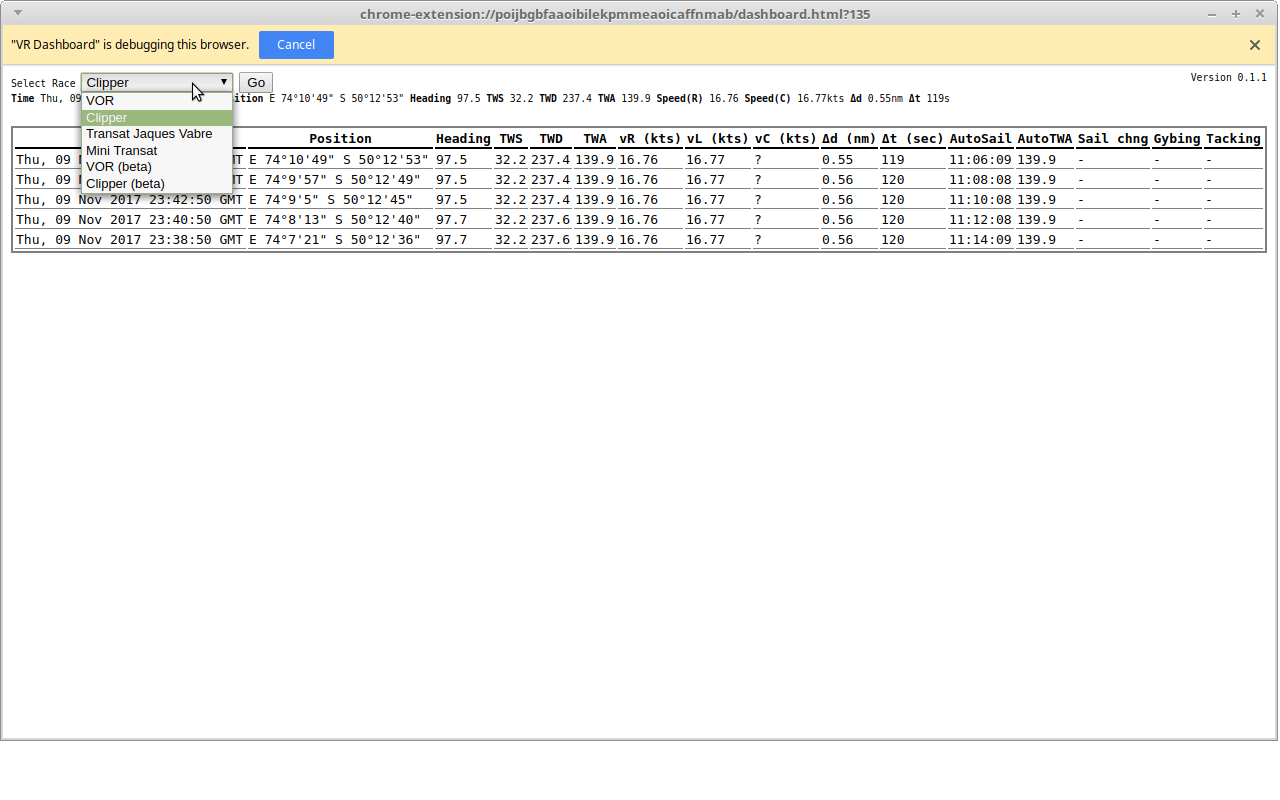 chrome-extension://poijbgbfaaoibilekpmmeaoicaffnmab/dashboard.html?135
"VR Dashboard" is debugging this browser. Cancel
Version 0.1.1
Select Race Clipper Go
Time Thu, 09 ition E 74°10'49" S 50°12'53" Heading 97.5 TWS 32.2 TWD 237.4 TWA 139.9 Speed(R) 16.76 Speed(C) 16.77kts Δd 0.55nm Δt 119s
VOR
Clipper
Transat Jaques Vabre
Mini Transat
VOR (beta)
Clipper (beta)
Position Heading TWS TWD TWA vR (kts) vL (kts) vC (kts) Δd (nm) Δt (sec) AutoSail AutoTWA Sail chng Gybing Tacking
Thu, 09 MT E 74°10'49" S 50°12'53" 97.5 32.2 237.4 139.9 16.76 16.77 ? 0.55 119 11:06:09 139.9 - - -
Thu, 09 MT E 74°9'57" S 50°12'49" 97.5 32.2 237.4 139.9 16.76 16.77 ? 0.56 120 11:08:08 139.9 - - -
Thu, 09 Nov 2017 23:42:50 GMT E 74°9'5" S 50°12'45" 97.5 32.2 237.4 139.9 16.76 16.77 ? 0.56 120 11:10:08 139.9 - - -
Thu, 09 Nov 2017 23:40:50 GMT E 74°8'13" S 50°12'40" 97.7 32.2 237.6 139.9 16.76 16.77 ? 0.56 120 11:12:08 139.9 - - -
Thu, 09 Nov 2017 23:38:50 GMT E 74°7'21" S 50°12'36" 97.7 32.2 237.6 139.9 16.76 16.77 ? 0.56 120 11:14:09 139.9 - - -